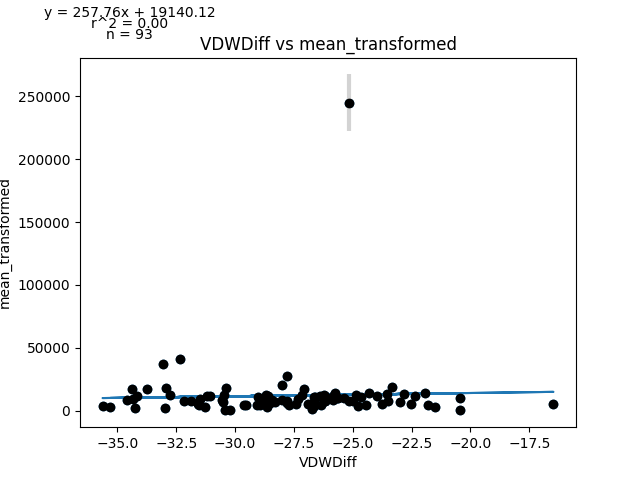 y = 257.76x + 19140.12
r^2 = 0.00
n = 93
VDWDiff vs mean_transformed
250000
200000
150000
100000
50000
0
mean_transformed
−35.0 −32.5 −30.0 −27.5 −25.0 −22.5 −20.0 −17.5
VDWDiff